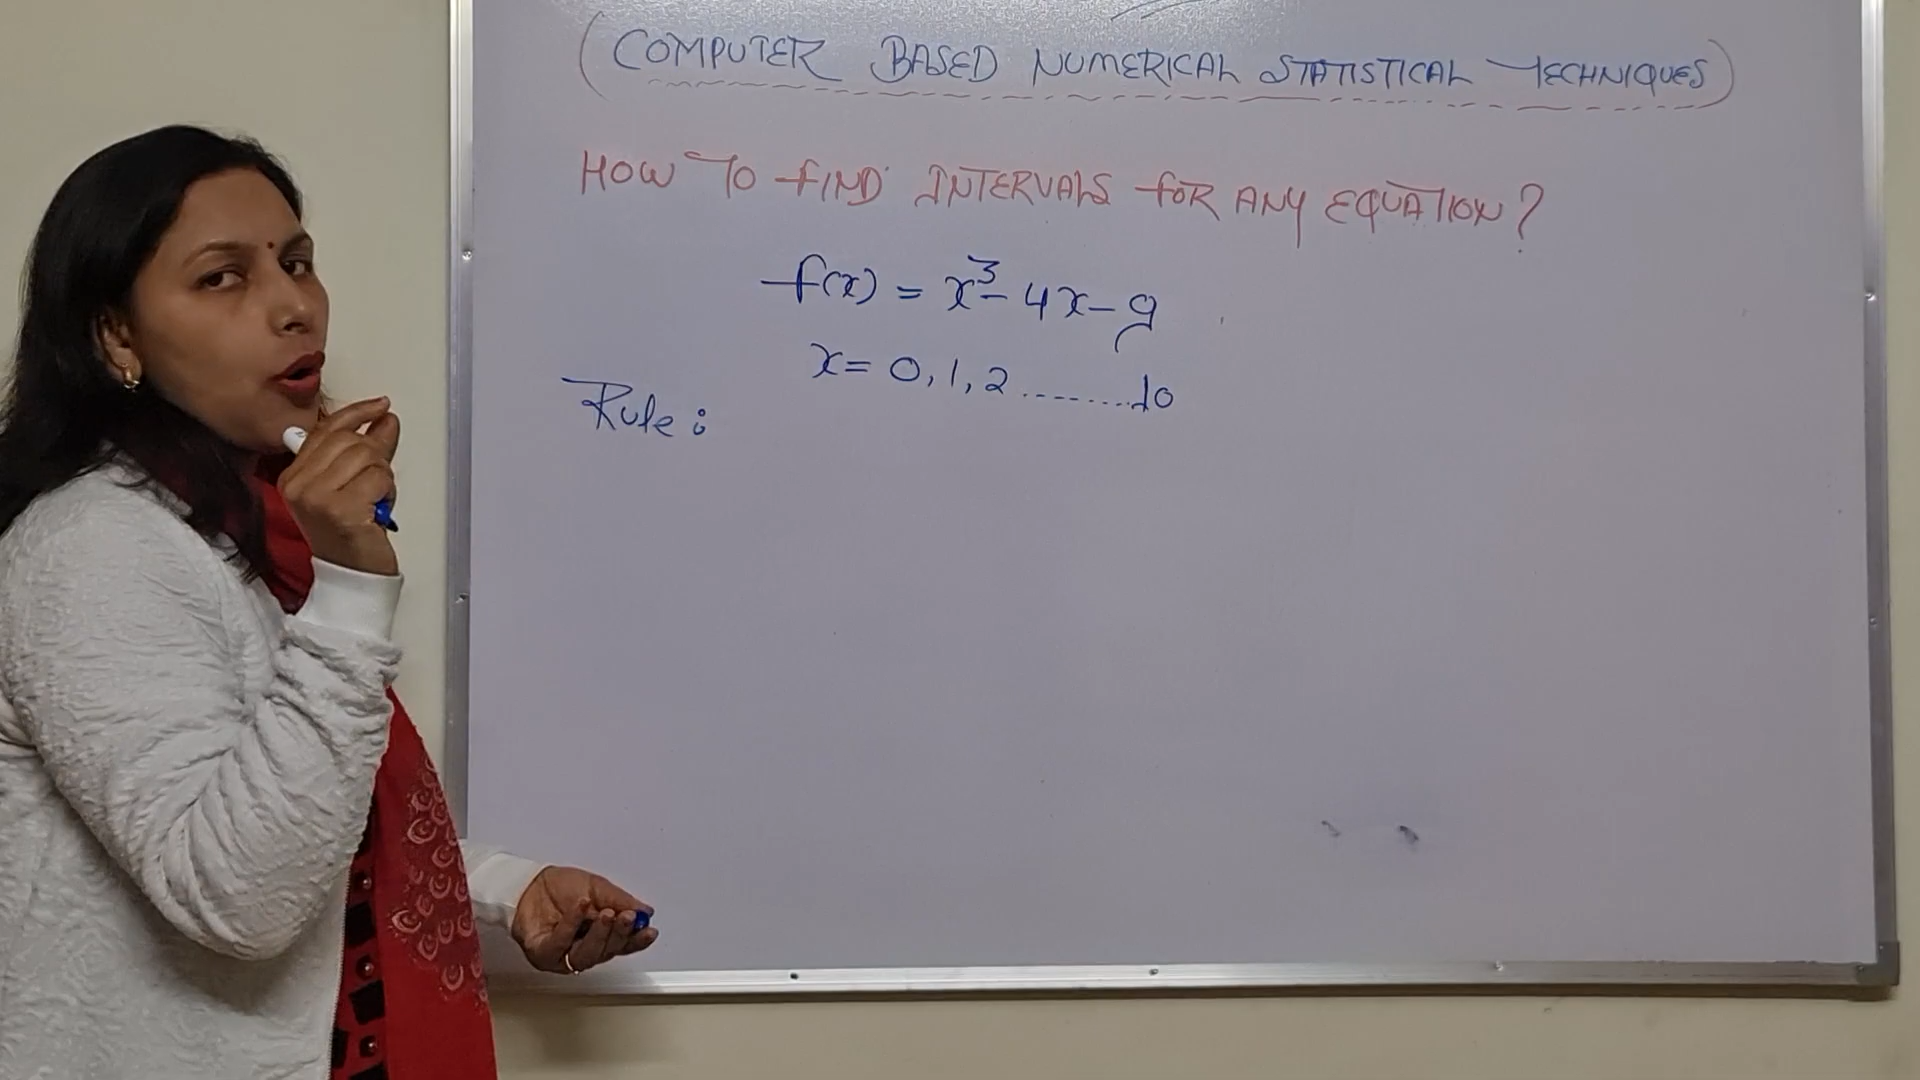 (COMPUTER BASED NUMERICAL STATISTICAL TECHNIQUES)
HOW TO FIND INTERVALS FOR ANY EQUATION?
f(x) = x³ - 4x - 9
x = 0, 1, 2 ........ 10
Rule :